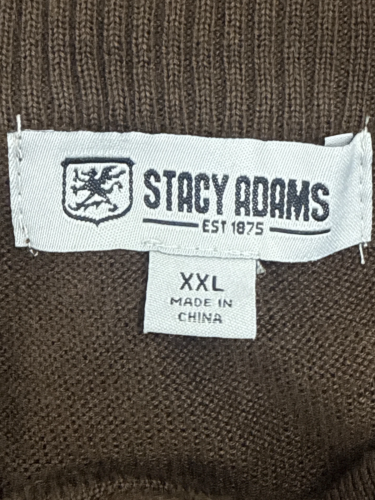 STACY ADAMS
EST 1875
XXL
MADE IN
CHINA